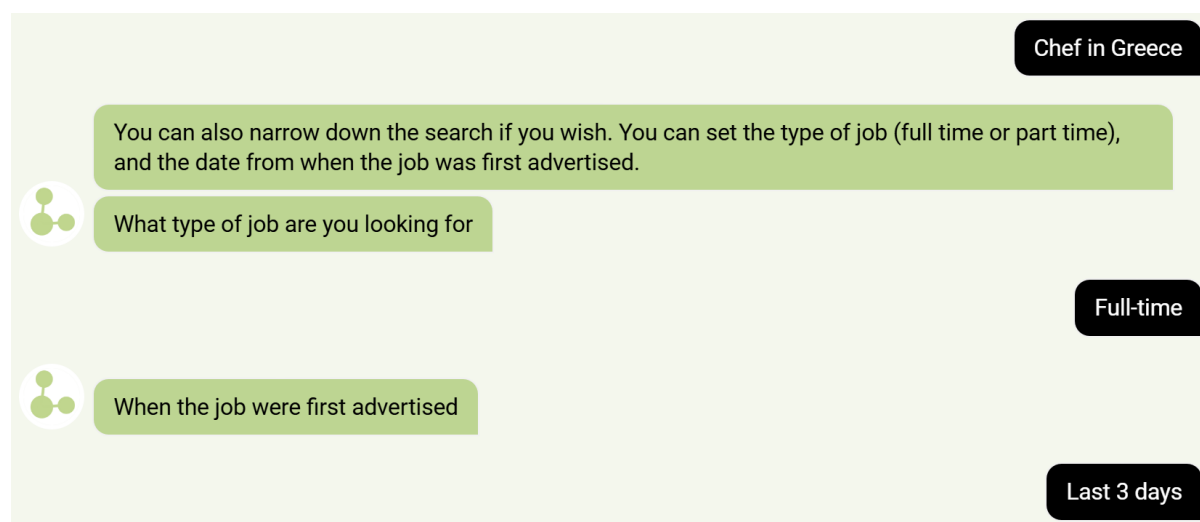 Chef in Greece
You can also narrow down the search if you wish. You can set the type of job (full time or part time),
and the date from when the job was first advertised.
What type of job are you looking for
Full-time
When the job were first advertised
Last 3 days